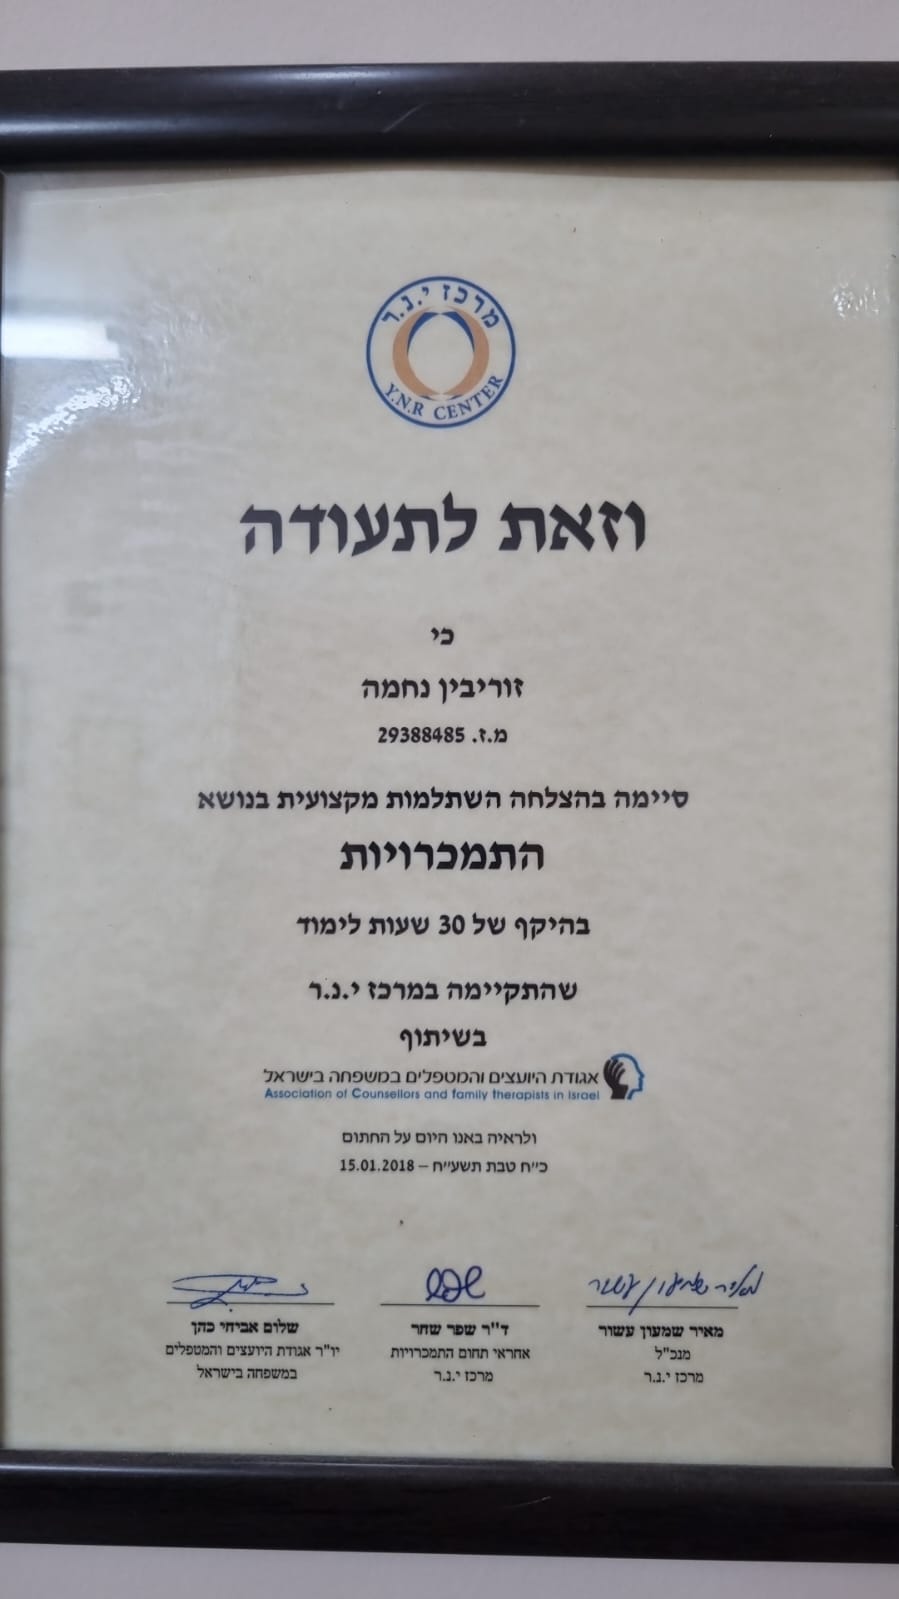 מרכז י.נ.ר
Y.N.R CENTER
וזאת לתעודה
כי
זוריבין נחמה
מ.ז. 29388485
סיימה בהצלחה השתלמות מקצועית בנושא
התמכרויות
בהיקף של 30 שעות לימוד
שהתקיימה במרכז י.נ.ר
בשיתוף
אגודת היועצים והמטפלים במשפחה בישראל
Association of Counsellors and family therapists in Israel
ולראיה באנו היום על החתום
כ"ח טבת תשע"ח – 15.01.2018
מאיר שמעון עשור
מאיר שמעון עשור ד"ר שפר שחר שלום אביחי כהן
מנכ"ל אחראי תחום התמכרויות יו"ר אגודת היועצים והמטפלים
מרכז י.נ.ר מרכז י.נ.ר במשפחה בישראל